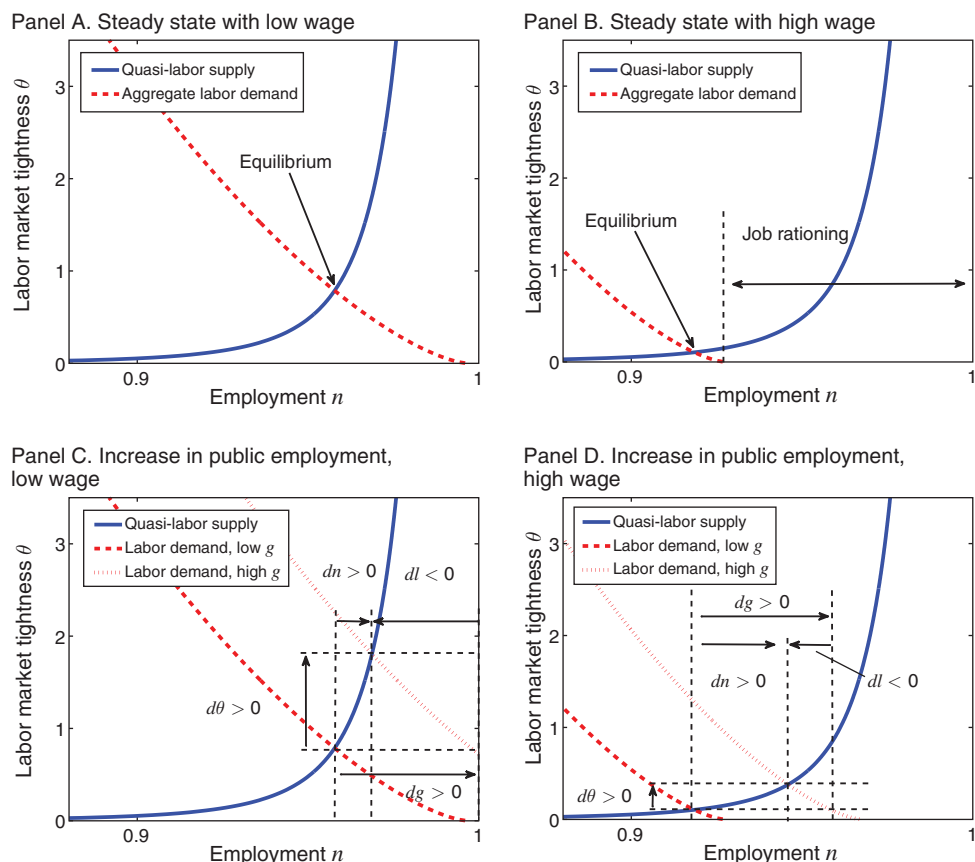 Panel A. Steady state with low wage
Labor market tightness θ
3
2
1
0
Quasi-labor supply
Aggregate labor demand
Equilibrium
0.9
1
Employment n
Panel B. Steady state with high wage
Labor market tightness θ
3
2
1
0
Quasi-labor supply
Aggregate labor demand
Equilibrium
Job rationing
0.9
1
Employment n
Panel C. Increase in public employment,
low wage
Labor market tightness θ
3
2
1
0
Quasi-labor supply
Labor demand, low g
Labor demand, high g
dn > 0
dl < 0
dθ > 0
dg > 0
0.9
1
Employment n
Panel D. Increase in public employment,
high wage
Labor market tightness θ
3
2
1
0
Quasi-labor supply
Labor demand, low g
Labor demand, high g
dg > 0
dn > 0
dl < 0
dθ > 0
0.9
1
Employment n